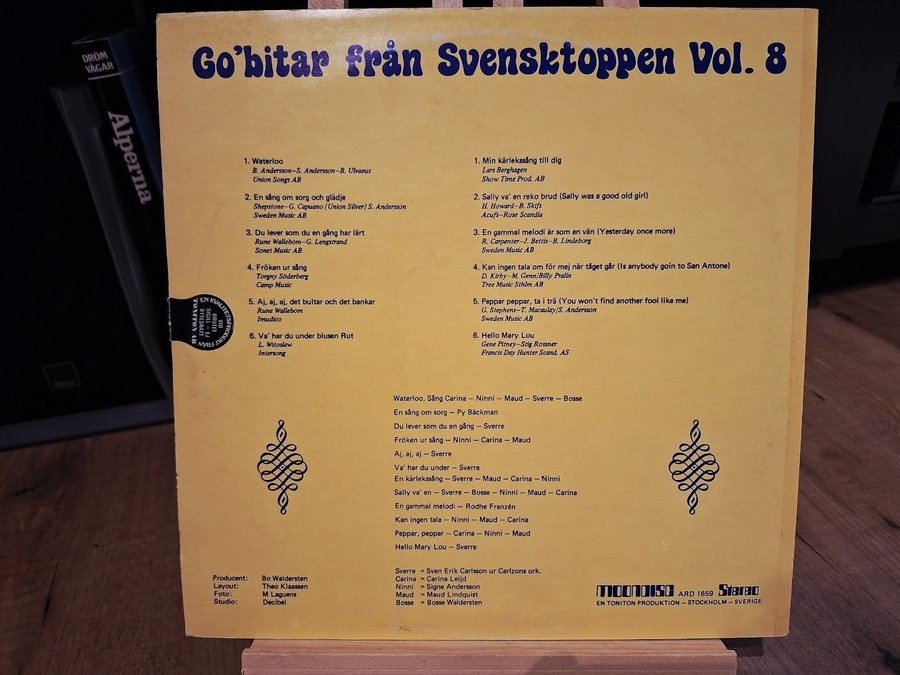 DRÖM
VÄGAR
Alperna
Go'bitar från Svensktoppen Vol. 8
1. Waterloo
B. Andersson–S. Andersson–B. Ulvaeus
Union Songs AB
2. En sång om sorg och glädje
Shepstone–G. Capuano [Union Silver] S. Andersson
Sweden Music AB
3. Du lever som du en gång har lärt
Rune Wallebom–G. Lengstrand
Sonet Music AB
4. Fröken ur sång
Torgny Söderberg
Camp Music
5. Aj, aj, aj, det bultar och det bankar
Rune Wallebom
Imudico
6. Va' har du under blusen Rut
L. Witoslaw
Intersong
1. Min kärlekssång till dig
Lars Berghagen
Show Time Prod. AB
2. Sally va' en reko brud (Sally was a good old girl)
H. Howard–B. Skifs
Acufs–Rose Scandia
3. En gammal melodi är som en vän (Yesterday once more)
R. Carpenter–J. Bettis–B. Lindeborg
Sweden Music AB
4. Kan ingen tala om för mej när tåget går (Is anybody goin to San Antone)
D. Kirby–M. Genn/Billy Pralin
Tree Music Sthlm AB
5. Peppar peppar, ta i trä (You won't find another fool like me)
G. Stephens–T. Macaulay/S. Andersson
Sweden Music AB
6. Hello Mary Lou
Gene Pitney–Stig Rossner
Francis Day Hunter Scand. AS
EN KVALITETSPRODUKT FRÅN
TONITON AB
VID
BRUTET
SIGILL – EJ
BYTESRÄTT
Waterloo, Sång Carina – Ninni – Maud – Sverre – Bosse
En sång om sorg – Py Bäckman
Du lever som du en gång – Sverre
Fröken ur sång – Ninni – Carina – Maud
Aj, aj, aj – Sverre
Va' har du under – Sverre
En kärlekssång – Sverre – Maud – Carina – Ninni
Sally va' en – Sverre – Bosse – Ninni – Maud – Carina
En gammal melodi – Rodhe Franzén
Kan ingen tala – Ninni – Maud – Carina
Peppar, peppar – Carina – Ninni – Maud
Hello Mary Lou – Sverre
Producent: Bo Waldersten
Layout: Theo Klaassen
Foto: M Laguens
Studio: Decibel
Sverre = Sven Erik Carlsson ur Carlzons ork.
Carina = Carina Leijd
Ninni = Signe Andersson
Maud = Maud Lindquist
Bosse = Bosse Waldersten
moondisc ARD 1659 Stereo
EN TONITON PRODUKTION – STOCKHOLM – SVERIGE